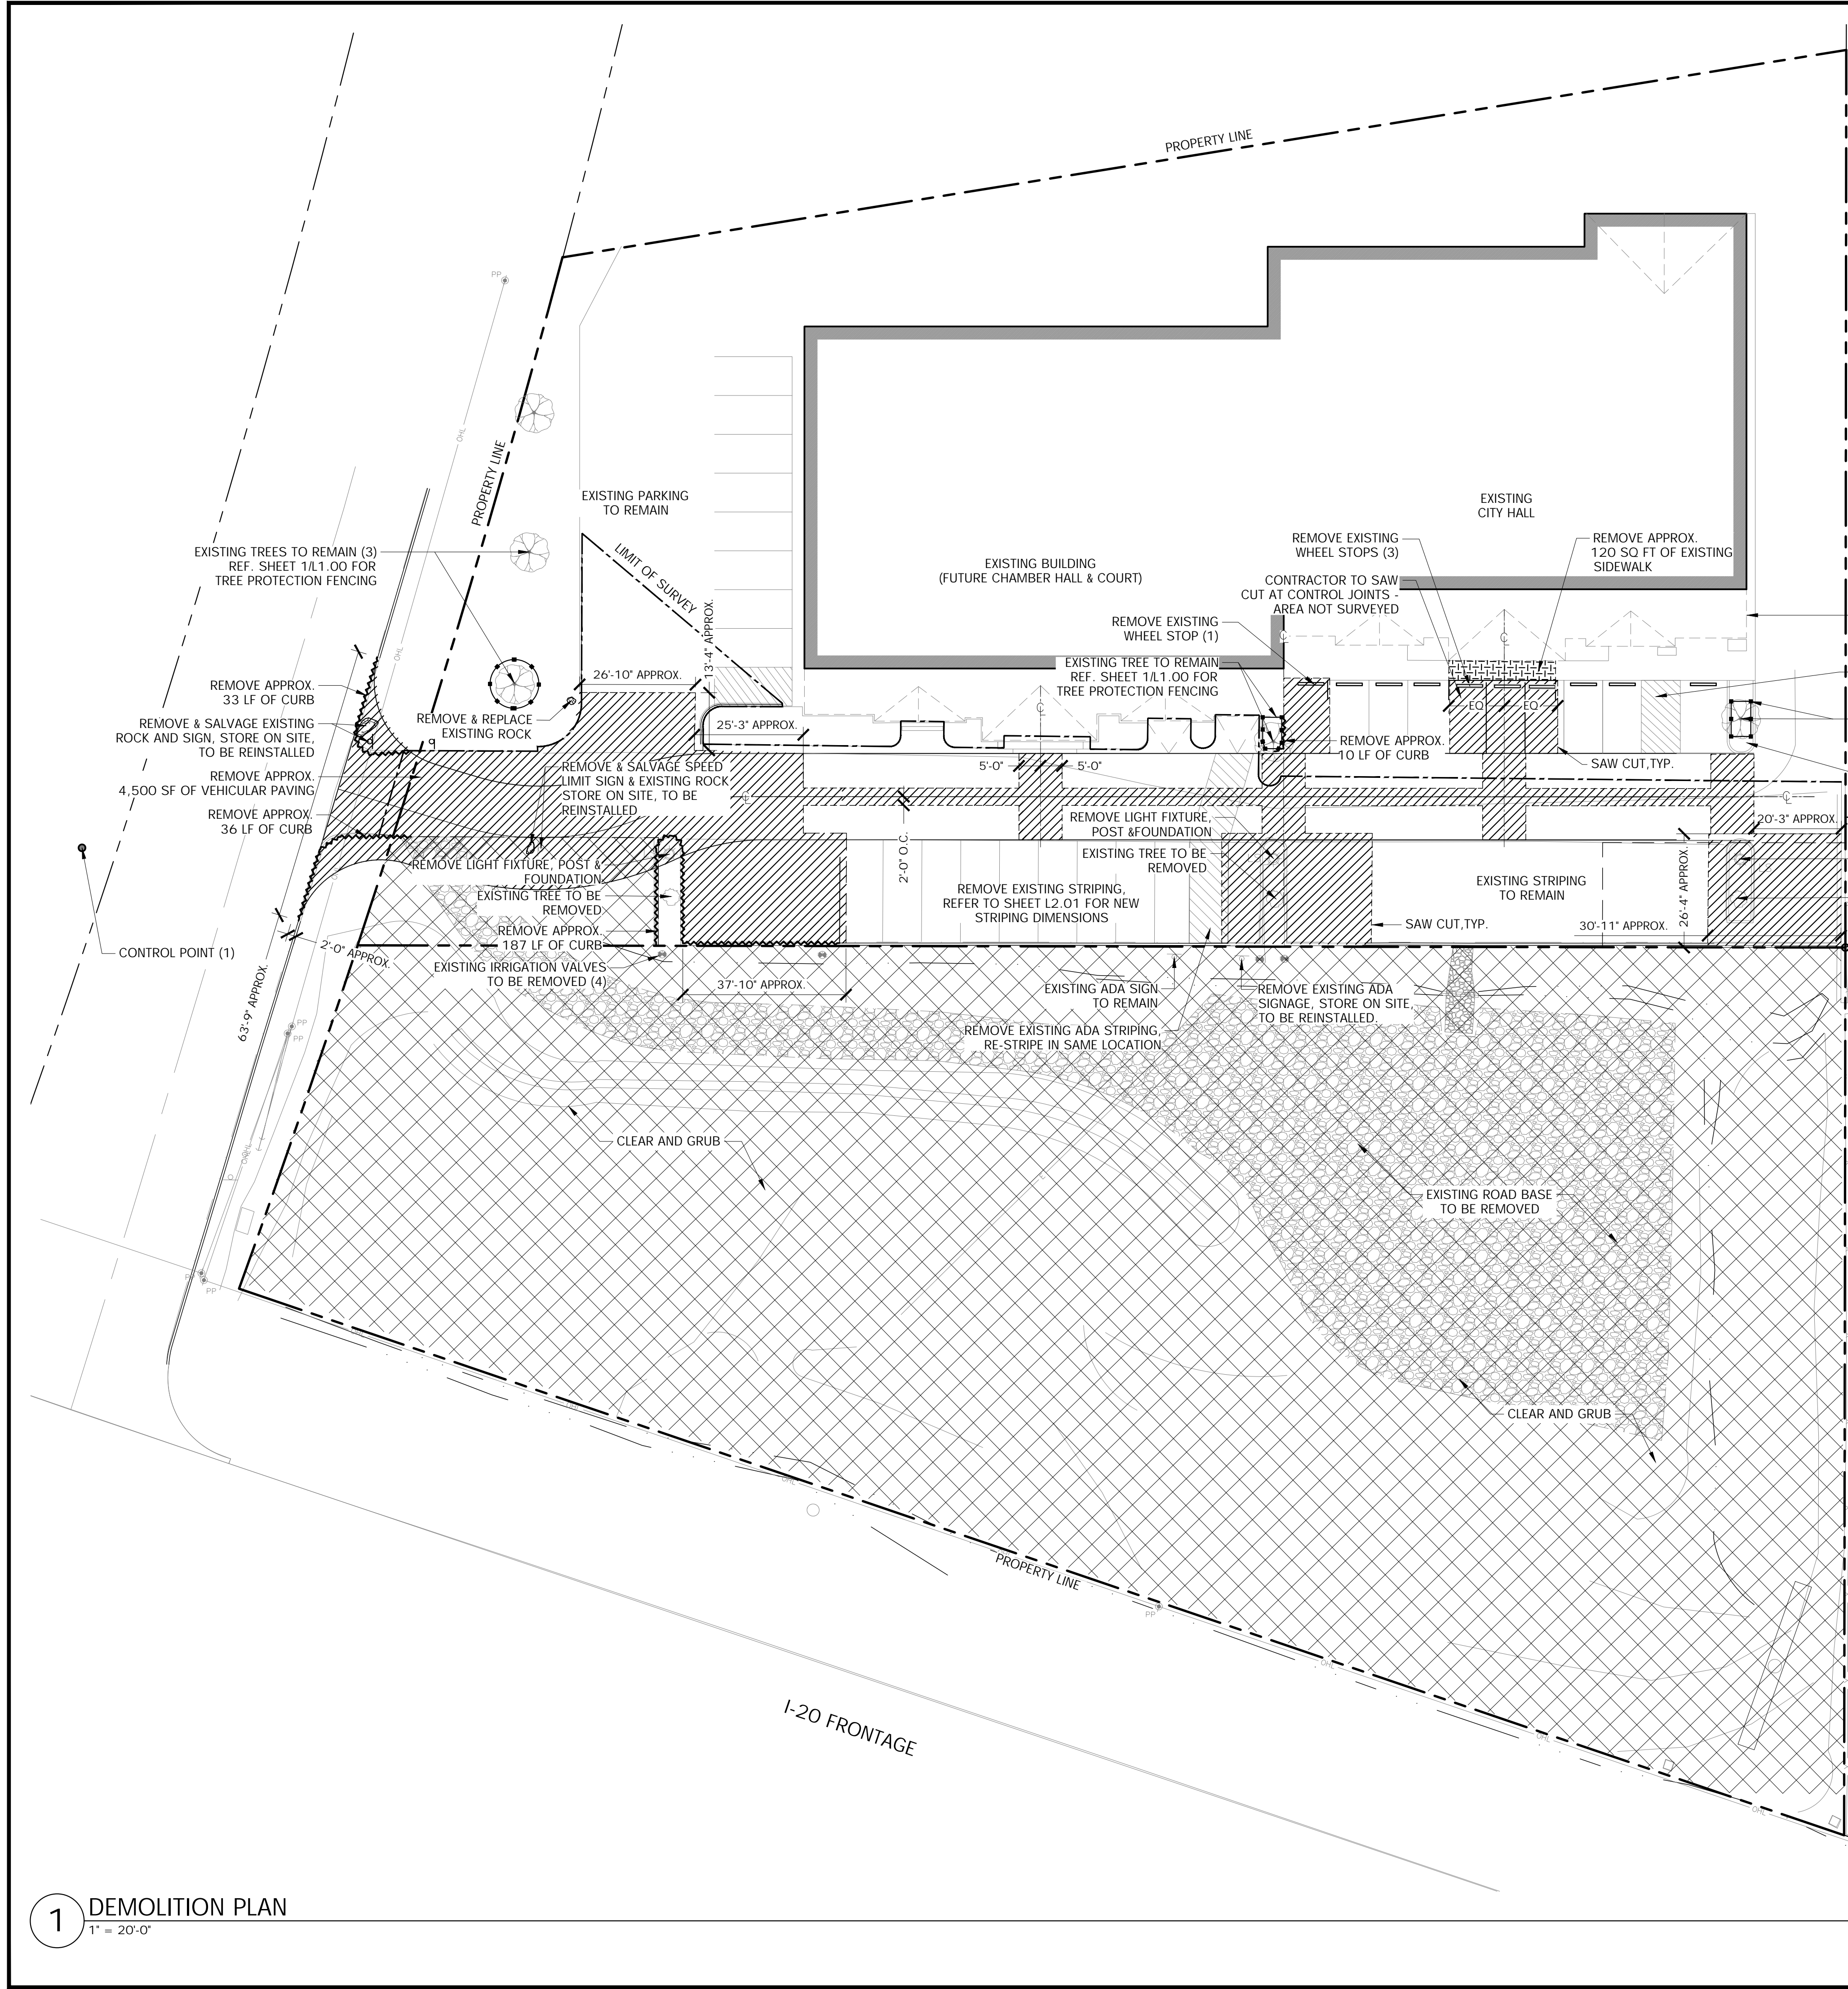 PROPERTY LINE
PP
OHL
PROPERTY LINE
EXISTING PARKING
TO REMAIN
LIMIT OF SURVEY
EXISTING TREES TO REMAIN (3)
REF. SHEET 1/L1.00 FOR
TREE PROTECTION FENCING
EXISTING BUILDING
(FUTURE CHAMBER HALL & COURT)
EXISTING
CITY HALL
REMOVE EXISTING
WHEEL STOPS (3)
REMOVE APPROX.
120 SQ FT OF EXISTING
SIDEWALK
CONTRACTOR TO SAW
CUT AT CONTROL JOINTS -
AREA NOT SURVEYED
REMOVE EXISTING
WHEEL STOP (1)
EXISTING TREE TO REMAIN
REF. SHEET 1/L1.00 FOR
TREE PROTECTION FENCING
OHL
13'-4" APPROX.
26'-10" APPROX.
25'-3" APPROX.
REMOVE APPROX.
33 LF OF CURB
REMOVE & SALVAGE EXISTING
ROCK AND SIGN, STORE ON SITE,
TO BE REINSTALLED
REMOVE & REPLACE
EXISTING ROCK
EQ
EQ
REMOVE APPROX.
10 LF OF CURB
SAW CUT,TYP.
REMOVE APPROX.
4,500 SF OF VEHICULAR PAVING
REMOVE & SALVAGE SPEED
LIMIT SIGN & EXISTING ROCK
STORE ON SITE, TO BE
REINSTALLED
5'-0"
5'-0"
REMOVE APPROX.
36 LF OF CURB
REMOVE LIGHT FIXTURE,
POST &FOUNDATION
20'-3" APPROX.
2'-0" O.C.
REMOVE LIGHT FIXTURE, POST &
FOUNDATION
EXISTING TREE TO BE
REMOVED
EXISTING TREE TO BE
REMOVED
REMOVE EXISTING STRIPING,
REFER TO SHEET L2.01 FOR NEW
STRIPING DIMENSIONS
EXISTING STRIPING
TO REMAIN
26'-4" APPROX.
30'-11" APPROX.
SAW CUT,TYP.
REMOVE APPROX.
187 LF OF CURB
CONTROL POINT (1)
2'-0" APPROX.
63'-9" APPROX.
EXISTING IRRIGATION VALVES
TO BE REMOVED (4)
37'-10" APPROX.
EXISTING ADA SIGN
TO REMAIN
REMOVE EXISTING ADA
SIGNAGE, STORE ON SITE,
TO BE REINSTALLED.
REMOVE EXISTING ADA STRIPING,
RE-STRIPE IN SAME LOCATION
PP
PP
CLEAR AND GRUB
EXISTING ROAD BASE
TO BE REMOVED
PP
CLEAR AND GRUB
OHL
PROPERTY LINE
PP
OHL
OHL
OHL
I-20 FRONTAGE
1
DEMOLITION PLAN
1" = 20'-0"